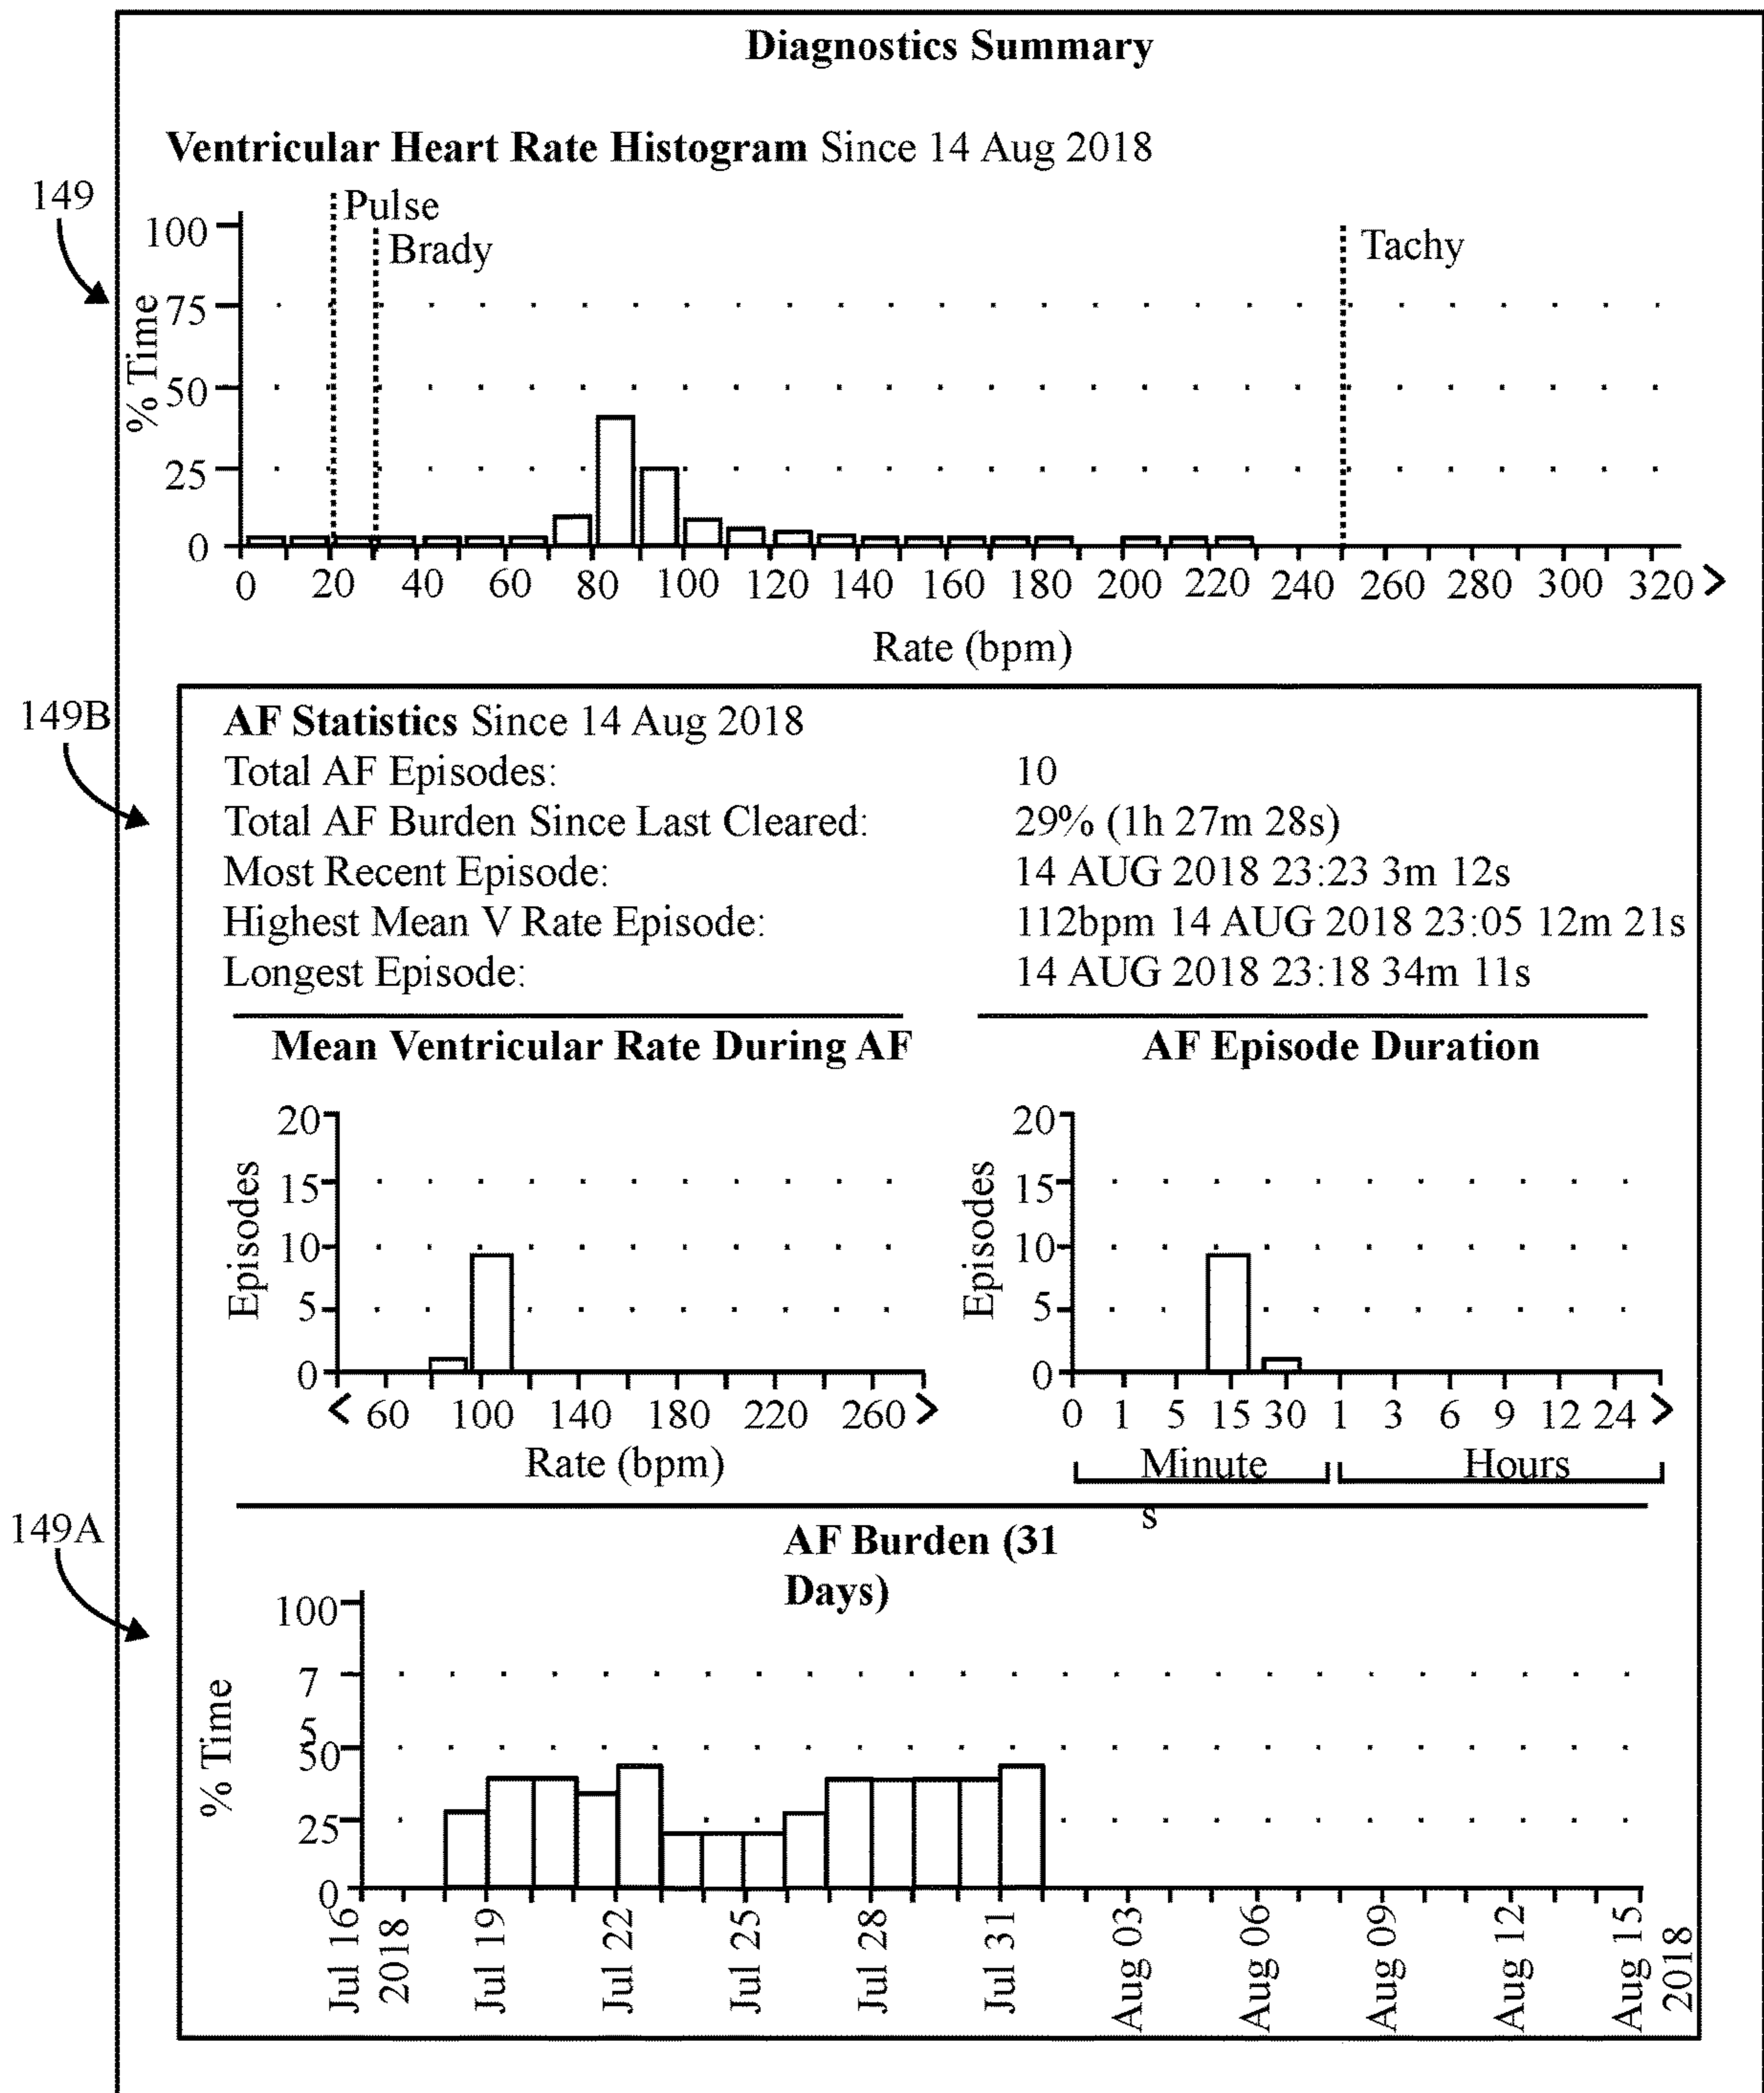 Diagnostics Summary
Ventricular Heart Rate Histogram Since 14 Aug 2018
149
Pulse
Brady
Tachy
% Time
100
75
50
25
0
0 20 40 60 80 100 120 140 160 180 200 220 240 260 280 300 320 >
Rate (bpm)
149B
AF Statistics Since 14 Aug 2018
Total AF Episodes: 10
Total AF Burden Since Last Cleared: 29% (1h 27m 28s)
Most Recent Episode: 14 AUG 2018 23:23 3m 12s
Highest Mean V Rate Episode: 112bpm 14 AUG 2018 23:05 12m 21s
Longest Episode: 14 AUG 2018 23:18 34m 11s
Mean Ventricular Rate During AF
Episodes
20
15
10
5
0
< 60 100 140 180 220 260 >
Rate (bpm)
AF Episode Duration
Episodes
20
15
10
5
0
0 1 5 15 30 1 3 6 9 12 24 >
Minute
s
Hours
149A
AF Burden (31
Days)
% Time
100
7
5
50
25
0
Jul 16
2018
Jul 19
Jul 22
Jul 25
Jul 28
Jul 31
Aug 03
Aug 06
Aug 09
Aug 12
Aug 15
2018